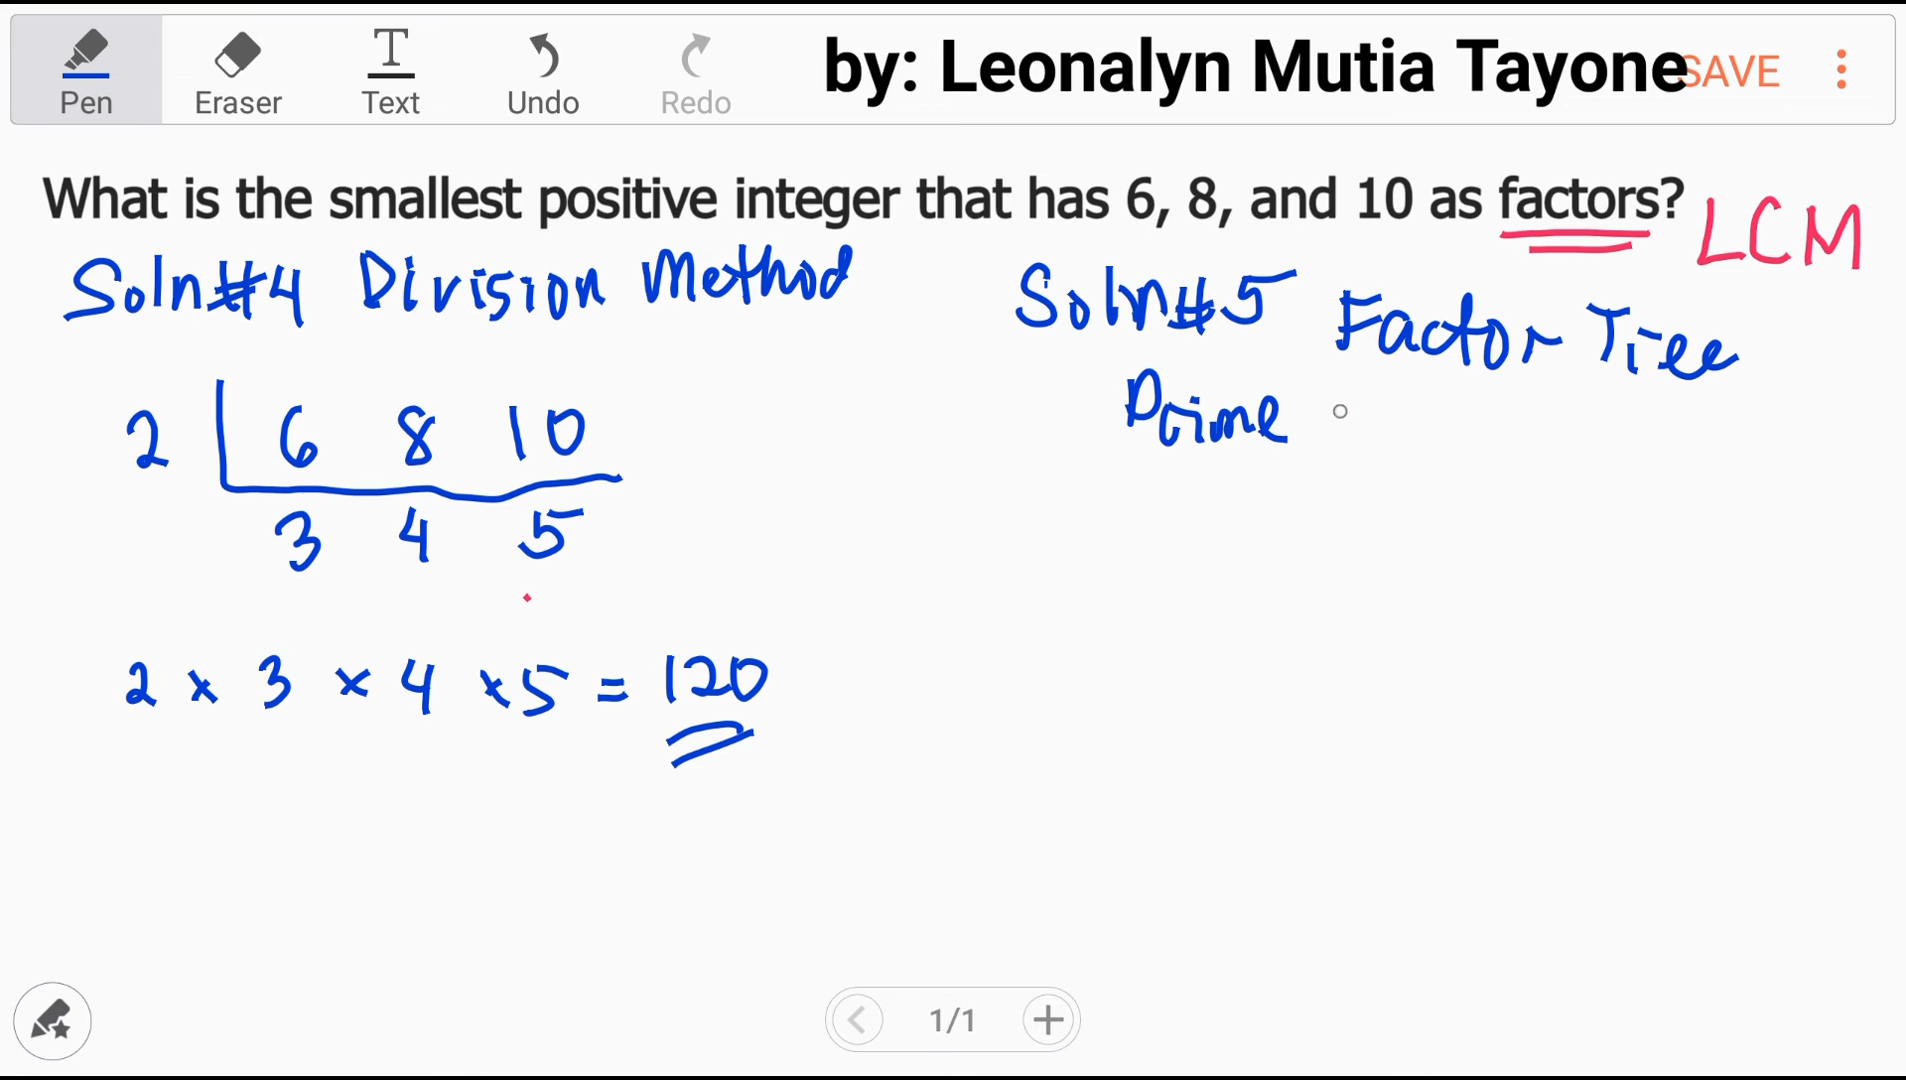 Pen Eraser Text Undo Redo by: Leonalyn Mutia Tayone SAVE
What is the smallest positive integer that has 6, 8, and 10 as factors? LCM
Soln#4 Division Method
2 6 8 10
3 4 5
2 × 3 × 4 × 5 = 120
Soln#5 Factor Tree
Prime
1/1